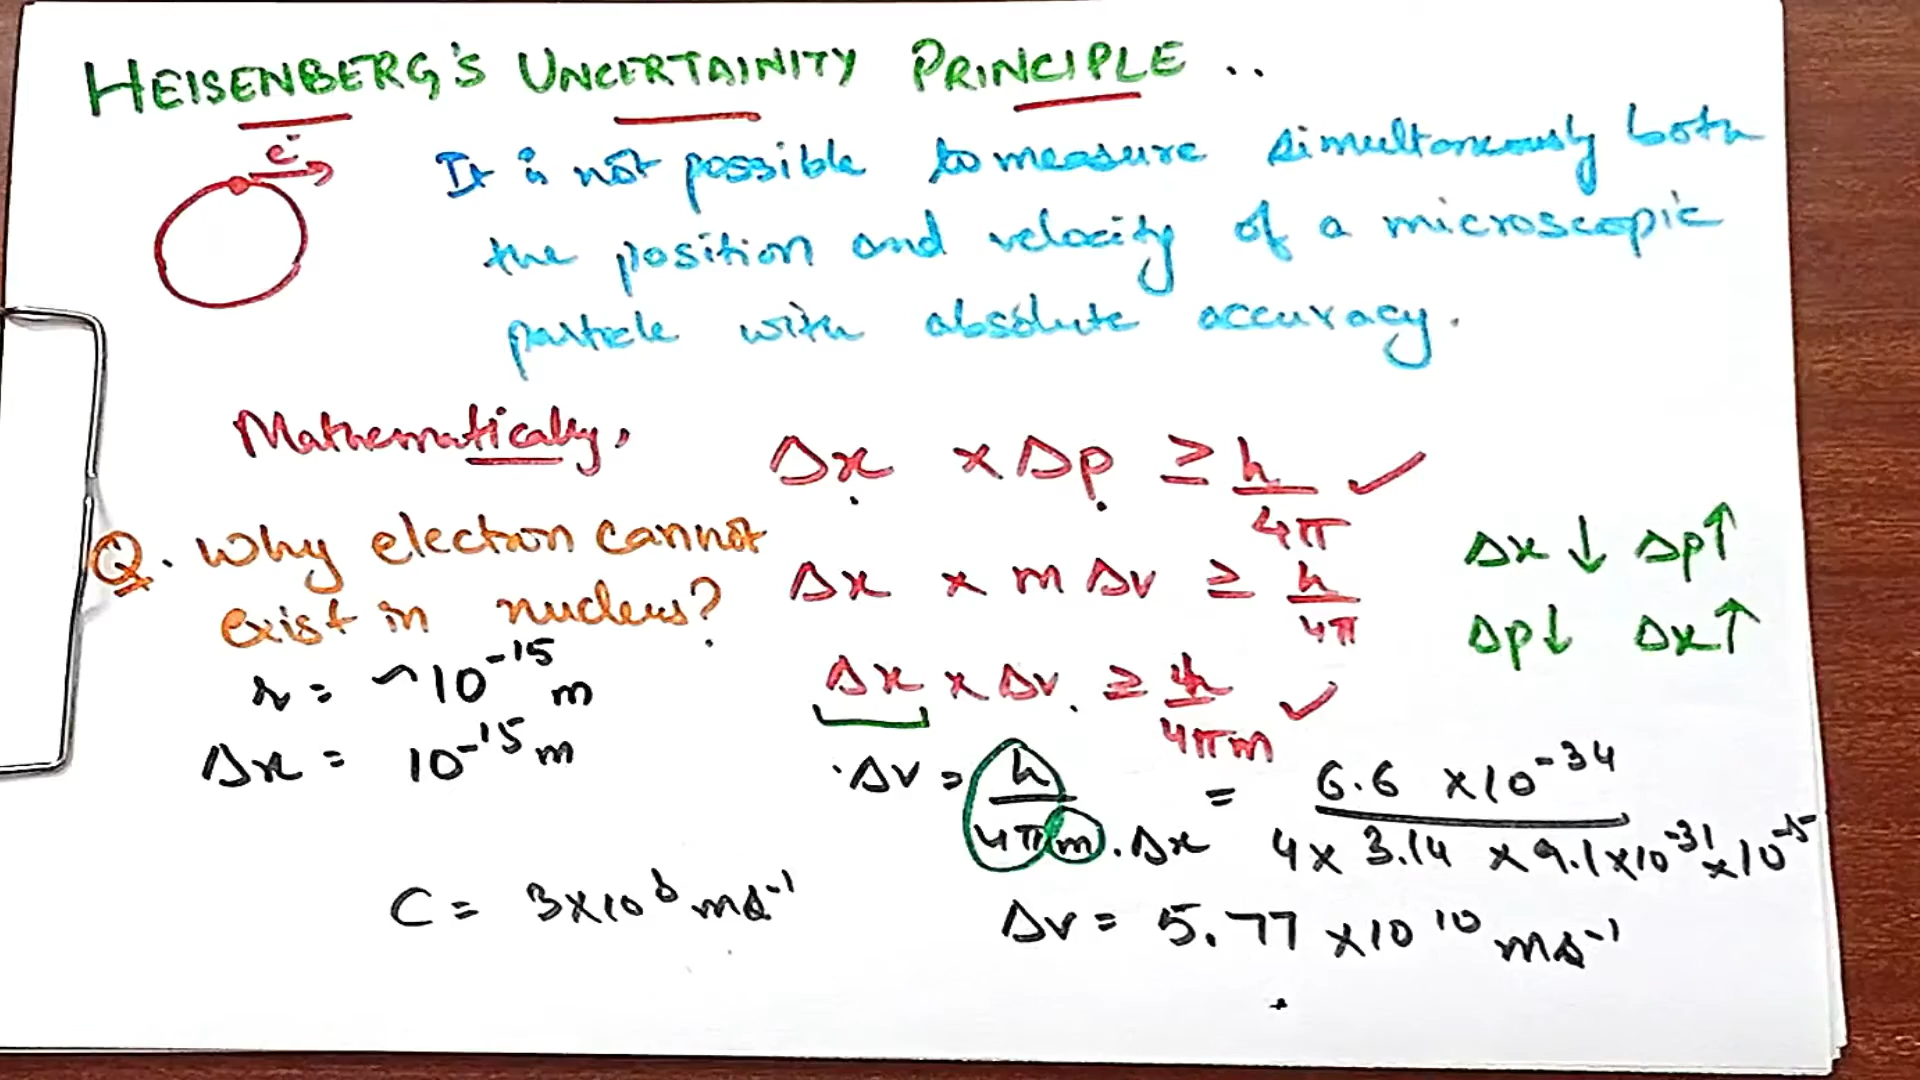 HEISENBERG'S UNCERTAINITY PRINCIPLE ..
e⁻
It is not possible to measure simultaneously both
the position and velocity of a microscopic
particle with absolute accuracy.
Mathematically,
Δx × Δp ≥ h/4π ✓
Q. Why electron cannot
exist in nucleus?
Δx × m Δv ≥ h/4π
Δx ↓ Δp↑
Δp↓ Δx↑
r = ~10⁻¹⁵ m
Δx × Δv ≥ h/4πm ✓
Δx = 10⁻¹⁵ m
Δv = h/4πm.Δx = 6.6 ×10⁻³⁴/4× 3.14 ×9.1×10⁻³¹×10⁻¹⁵
C = 3×10⁸ ms⁻¹
Δv = 5.77 ×10¹⁰ ms⁻¹